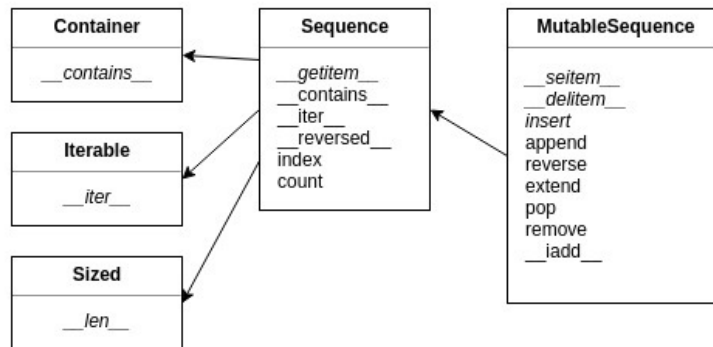 Container
__contains__
Iterable
__iter__
Sized
__len__
Sequence
__getitem__
__contains__
__iter__
__reversed__
index
count
MutableSequence
__seitem__
__delitem__
insert
append
reverse
extend
pop
remove
__iadd__